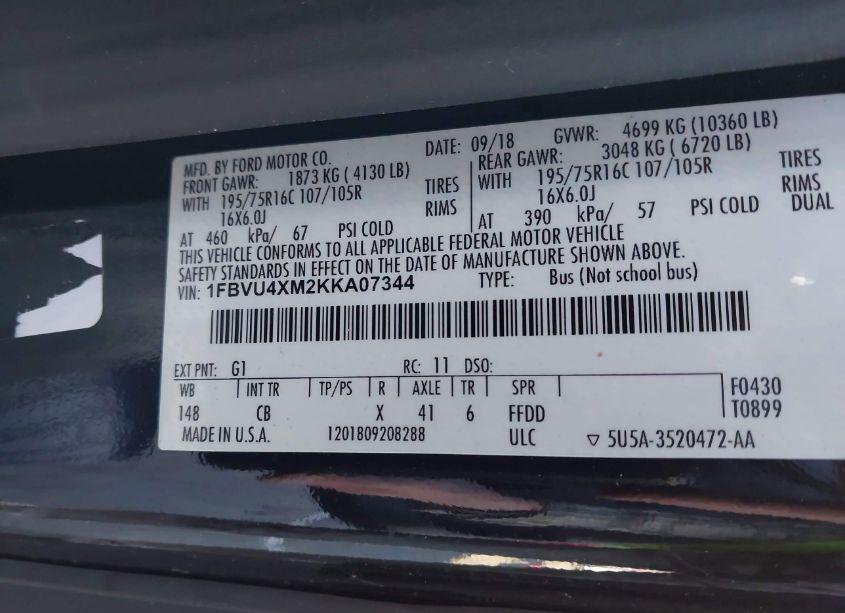 MFD. BY FORD MOTOR CO. DATE: 09/18 GVWR: 4699 KG (10360 LB)
FRONT GAWR: 1873 KG ( 4130 LB) REAR GAWR: 3048 KG ( 6720 LB)
WITH 195/75R16C 107/105R TIRES WITH 195/75R16C 107/105R TIRES
16X6.0J RIMS 16X6.0J RIMS
AT 460 kPa/ 67 PSI COLD AT 390 kPa/ 57 PSI COLD DUAL
THIS VEHICLE CONFORMS TO ALL APPLICABLE FEDERAL MOTOR VEHICLE
SAFETY STANDARDS IN EFFECT ON THE DATE OF MANUFACTURE SHOWN ABOVE.
VIN: 1FBVU4XM2KKA07344 TYPE: Bus (Not school bus)
EXT PNT: G1 RC: 11 DSO:
WB INT TR TP/PS R AXLE TR SPR F0430
148 CB X 41 6 FFDD T0899
MADE IN U.S.A. 1201809208288 ULC ▽ 5U5A-3520472-AA